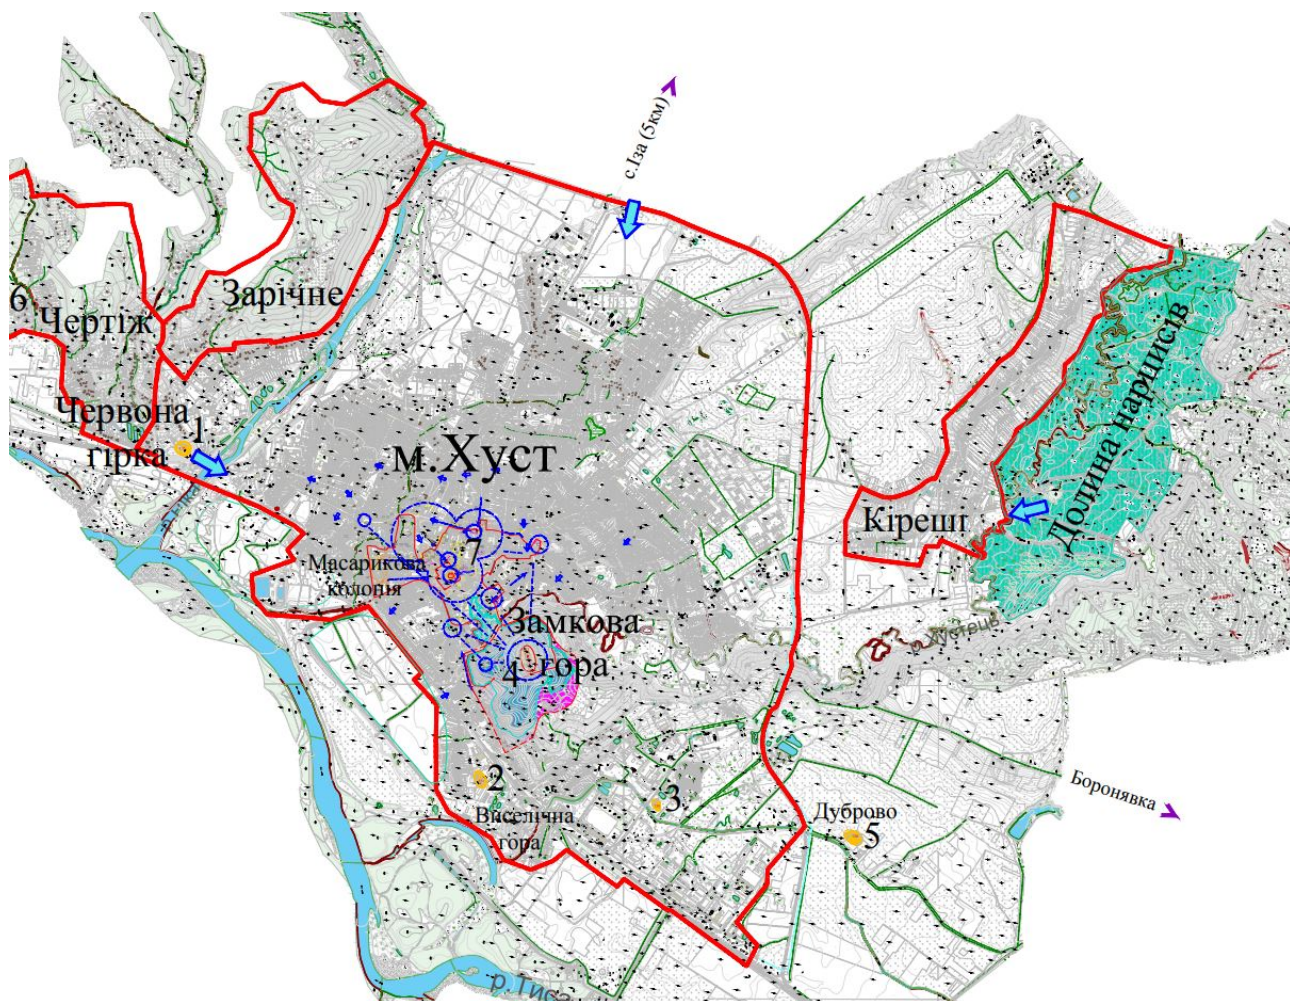 с.Іза (5км)
Зарічне
6
Чертіж
Долина нарцисів
Червона
гірка
1
м.Хуст
Кіреші
7
Масарикова
колонія
Замкова
гора
4
Хустець
2
3
Виселічна
гора
Дуброво
5
Боронявка
р.Тиса